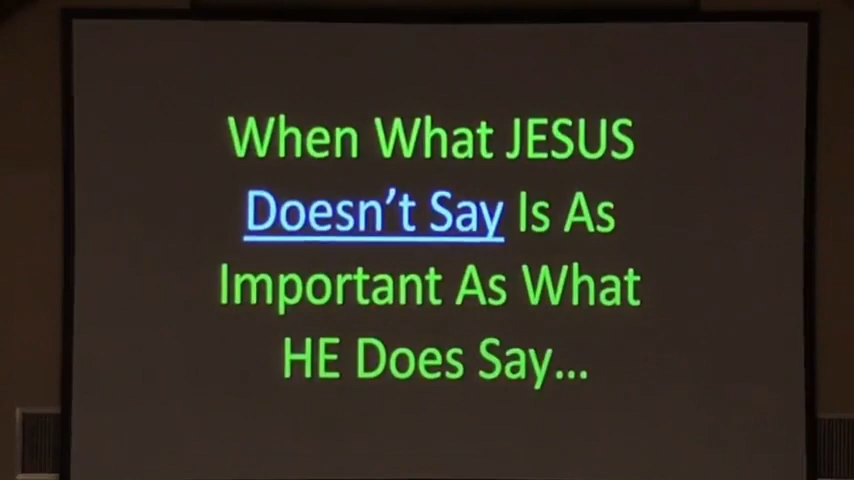 When What JESUS
Doesn't Say Is As
Important As What
HE Does Say...